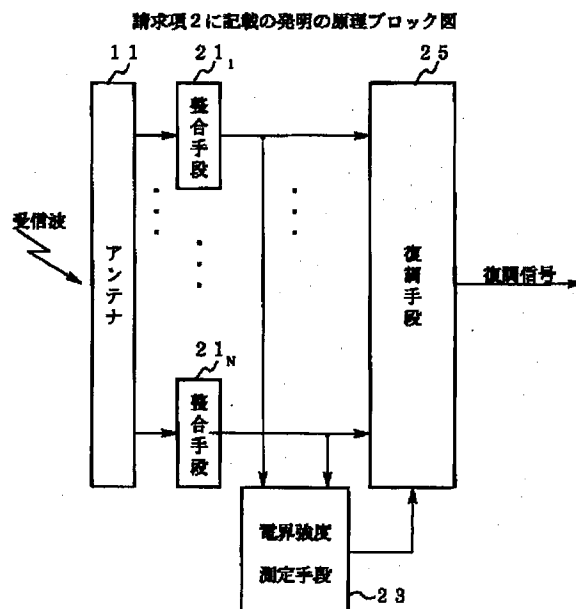 請求項2に記載の発明の原理ブロック図
11
21₁
25
整合手段
受信波
アンテナ
復調手段
復調信号
21N
整合手段
電界強度
測定手段
23